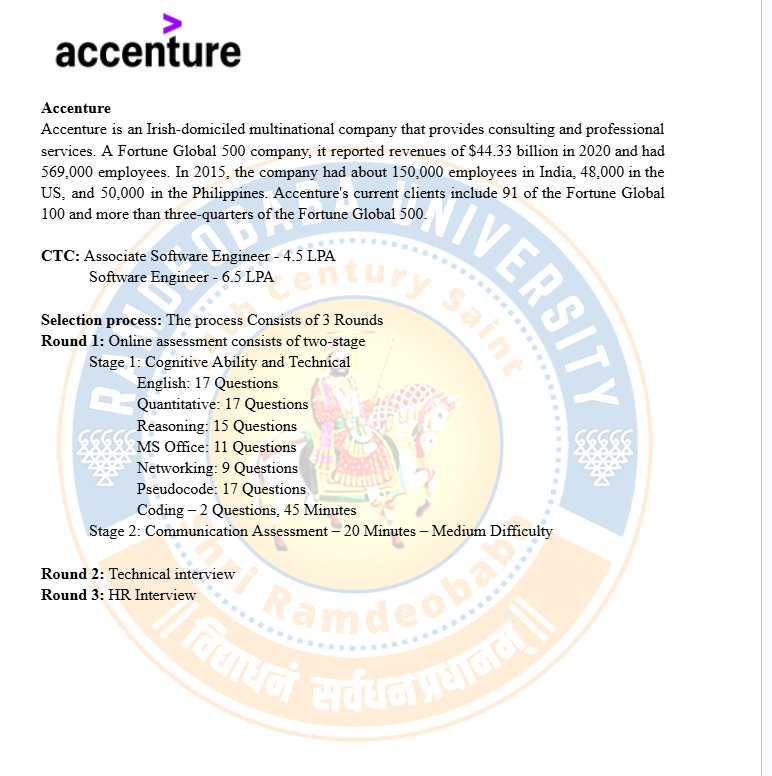 accenture
Accenture
Accenture is an Irish-domiciled multinational company that provides consulting and professional
services. A Fortune Global 500 company, it reported revenues of $44.33 billion in 2020 and had
569,000 employees. In 2015, the company had about 150,000 employees in India, 48,000 in the
US, and 50,000 in the Philippines. Accenture's current clients include 91 of the Fortune Global
100 and more than three-quarters of the Fortune Global 500.
CTC: Associate Software Engineer - 4.5 LPA
Software Engineer - 6.5 LPA
Selection process: The process Consists of 3 Rounds
Round 1: Online assessment consists of two-stage
Stage 1: Cognitive Ability and Technical
English: 17 Questions
Quantitative: 17 Questions
Reasoning: 15 Questions
MS Office: 11 Questions
Networking: 9 Questions
Pseudocode: 17 Questions
Coding – 2 Questions, 45 Minutes
Stage 2: Communication Assessment – 20 Minutes – Medium Difficulty
Round 2: Technical interview
Round 3: HR Interview
RAMDEOBABA UNIVERSITY
Century Saint
Shri Ramdeobaba
|| विद्याधनं सर्वधनप्रधानम् ||